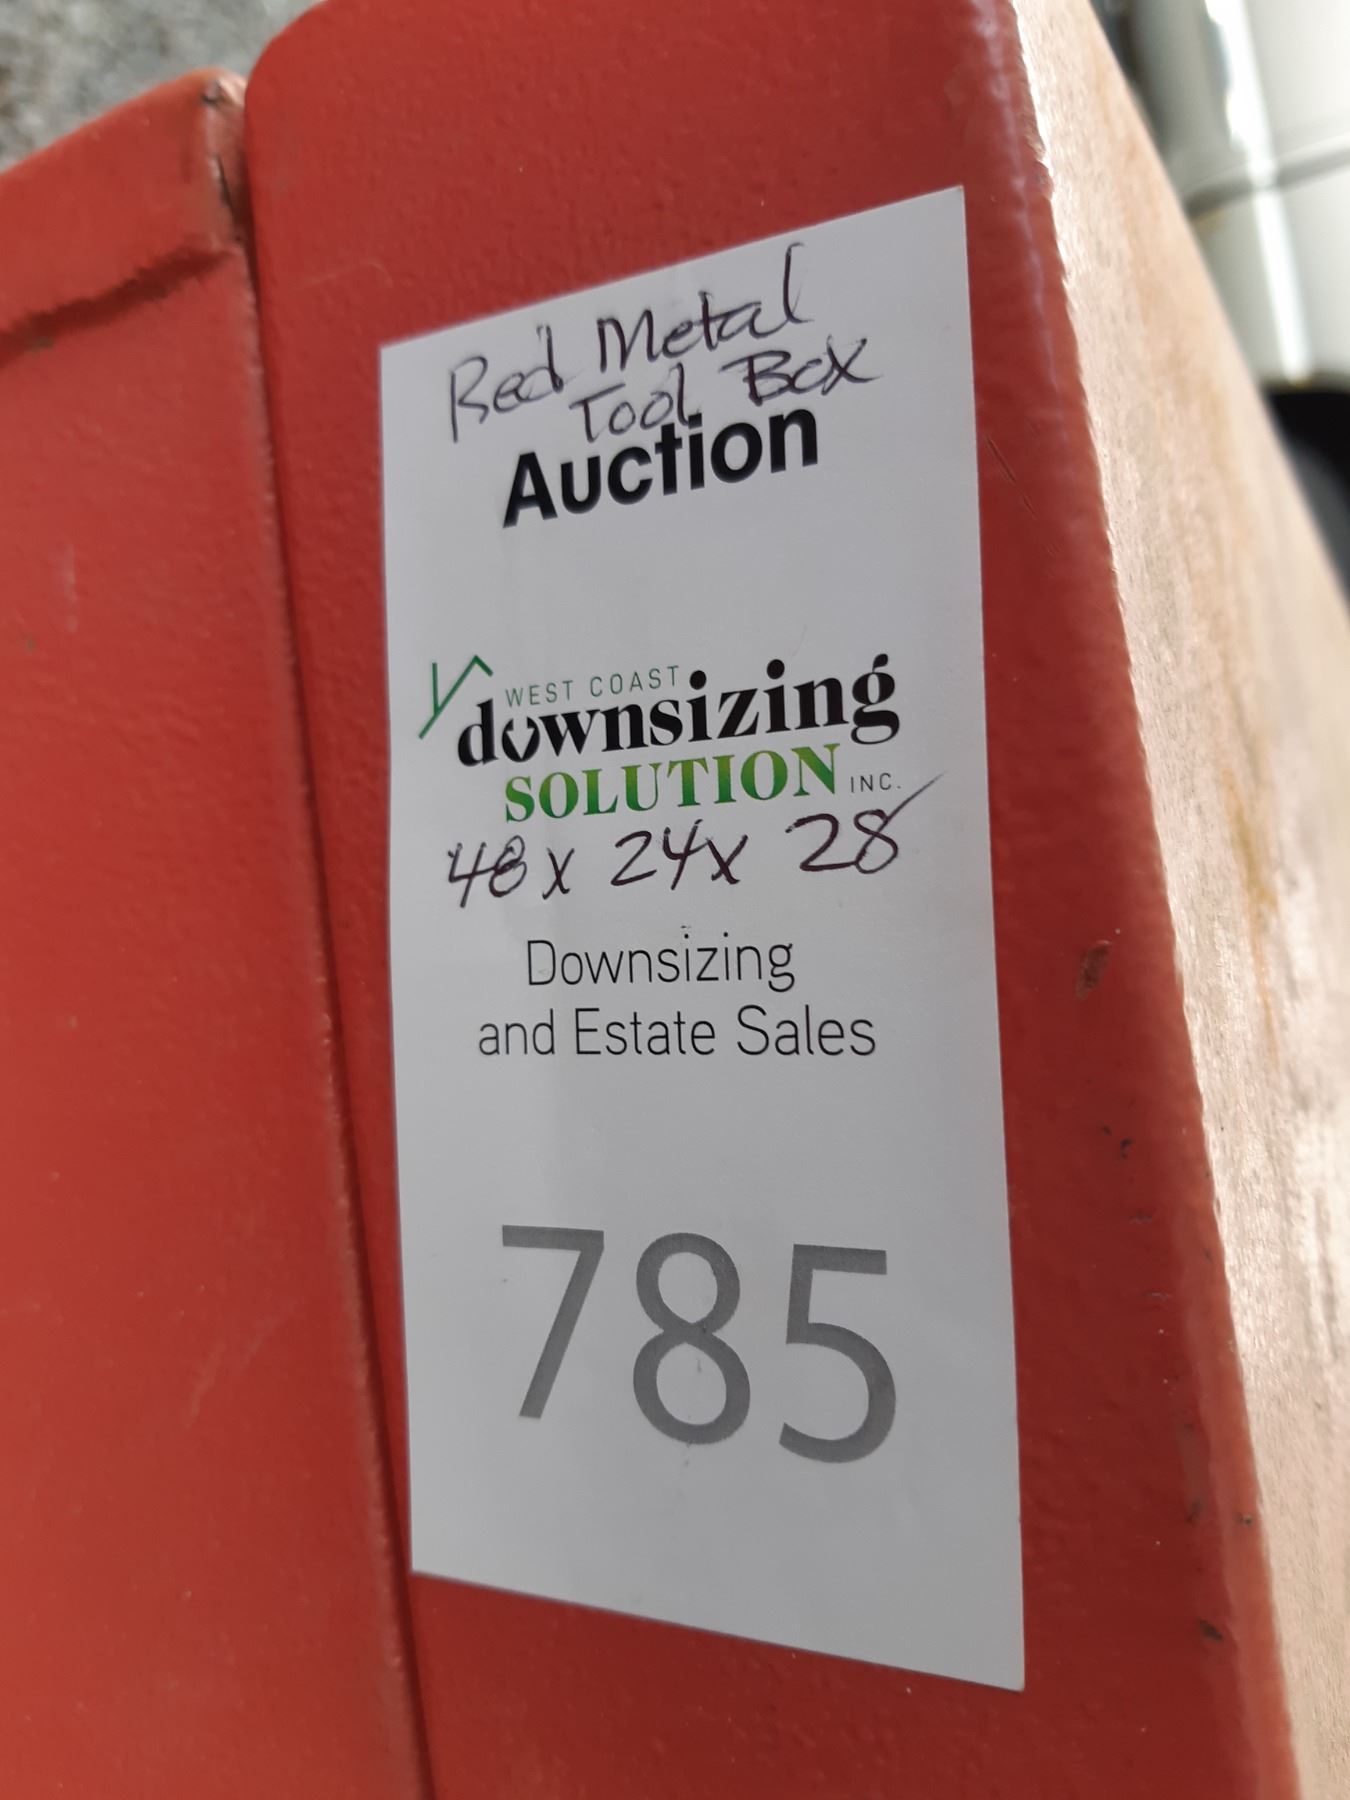 Red Metal
Tool Box
Auction
WEST COAST
downsizing
SOLUTION INC.
48 x 24 x 28
Downsizing
and Estate Sales
785